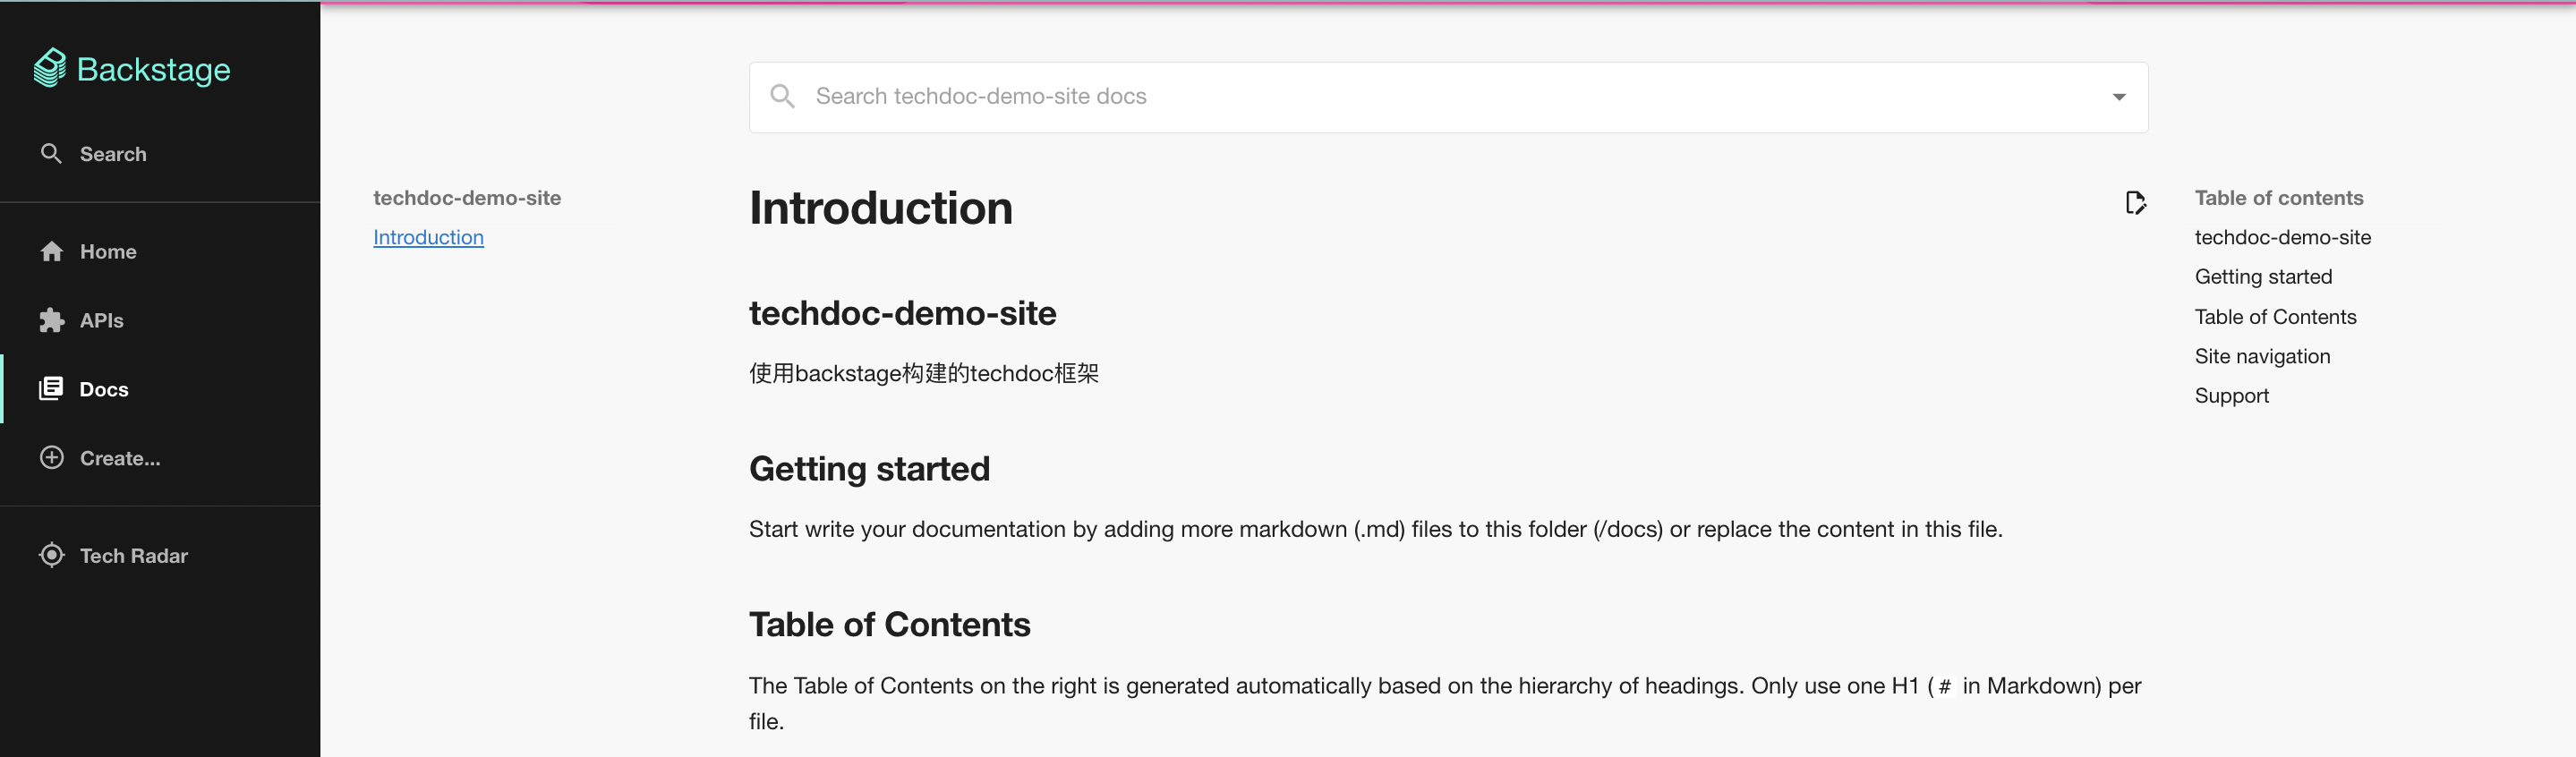 Backstage
Search
Home
APIs
Docs
Create...
Tech Radar
Search techdoc-demo-site docs
techdoc-demo-site
Introduction
Introduction
techdoc-demo-site
使用backstage构建的techdoc框架
Getting started
Start write your documentation by adding more markdown (.md) files to this folder (/docs) or replace the content in this file.
Table of Contents
The Table of Contents on the right is generated automatically based on the hierarchy of headings. Only use one H1 (# in Markdown) per
file.
Table of contents
techdoc-demo-site
Getting started
Table of Contents
Site navigation
Support